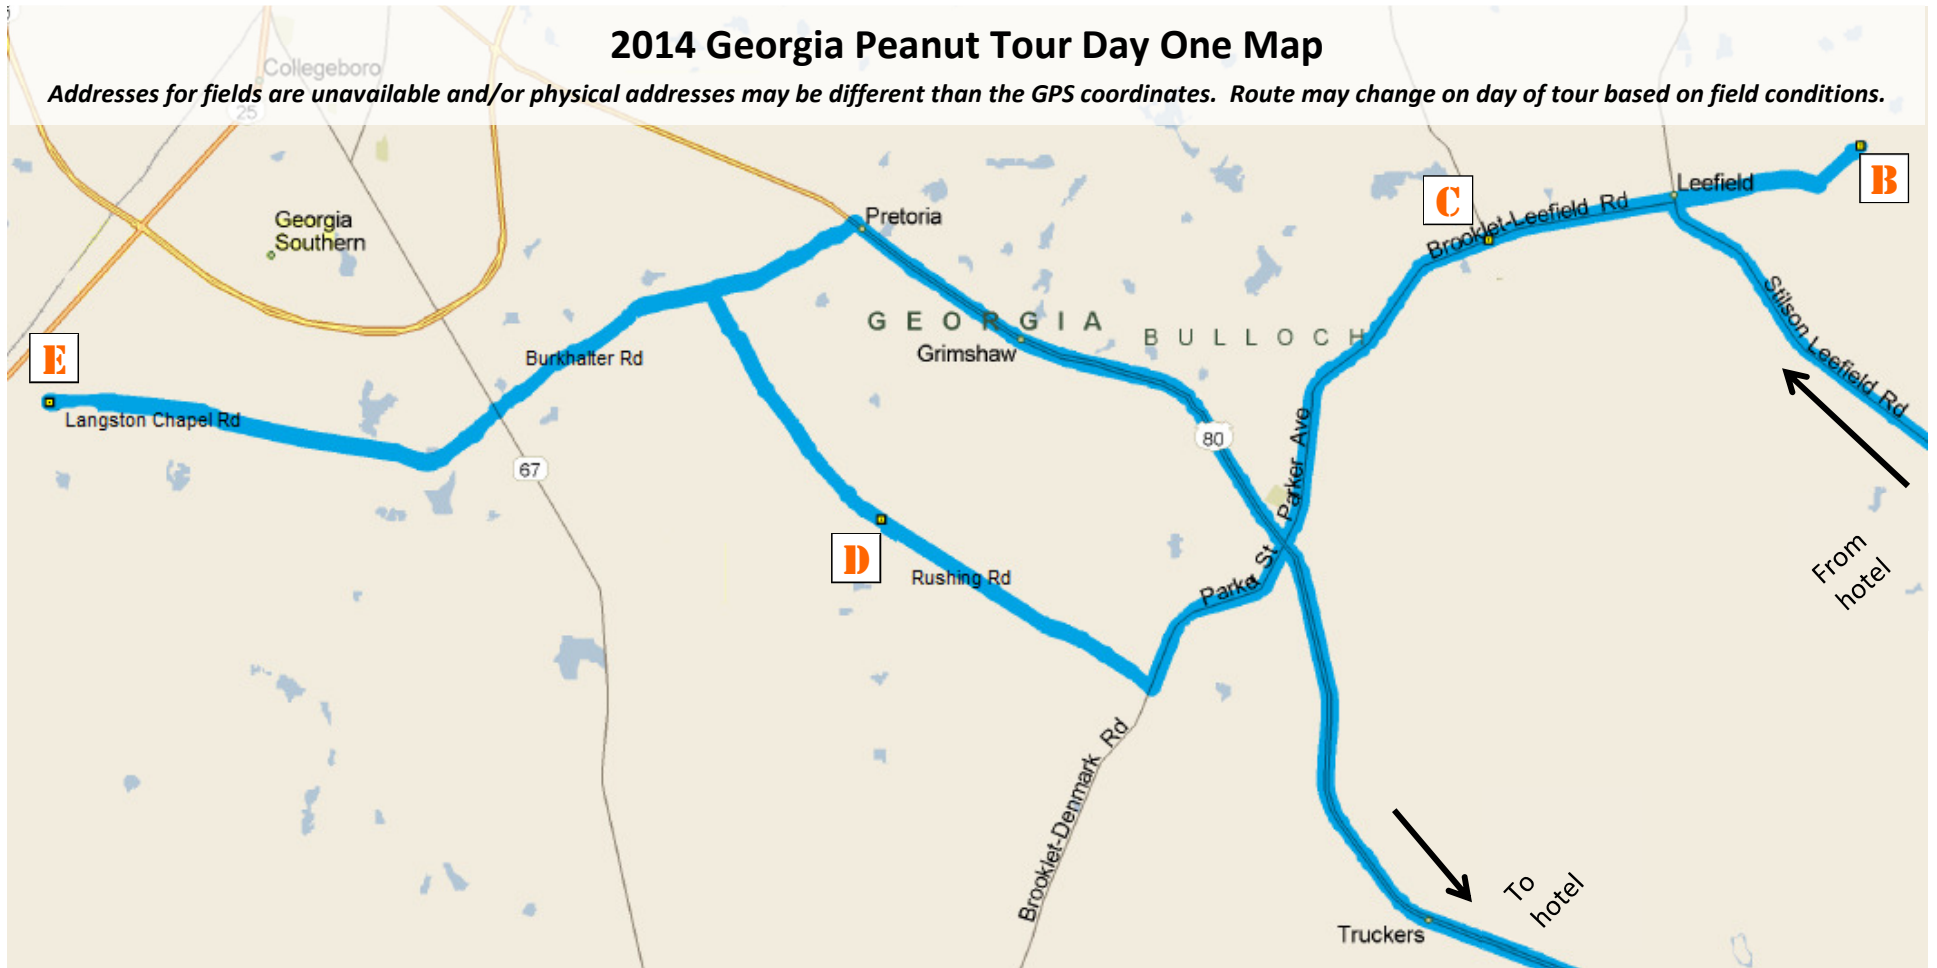 2014 Georgia Peanut Tour Day One Map
Collegeboro
Addresses for fields are unavailable and/or physical addresses may be different than the GPS coordinates.  Route may change on day of tour based on field conditions.
25
B
Leefield
C
Brooklet-Leefield Rd
Georgia
Southern
Pretoria
Stilson Leefield Rd
GEORGIA
BULLOCH
Grimshaw
E
Burkhalter Rd
Langston Chapel Rd
80
Parker Ave
67
D
Rushing Rd
Parker St
From
hotel
Brooklet-Denmark Rd
To
hotel
Truckers